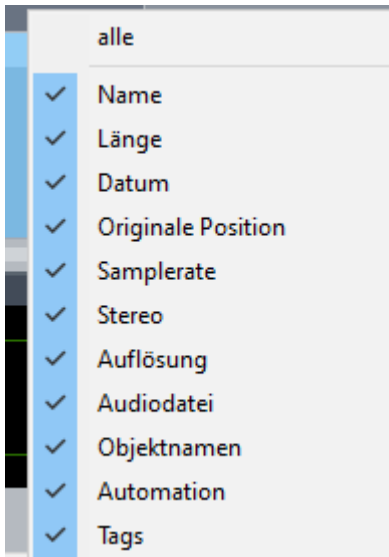 alle
Name
Länge
Datum
Originale Position
Samplerate
Stereo
Auflösung
Audiodatei
Objektnamen
Automation
Tags